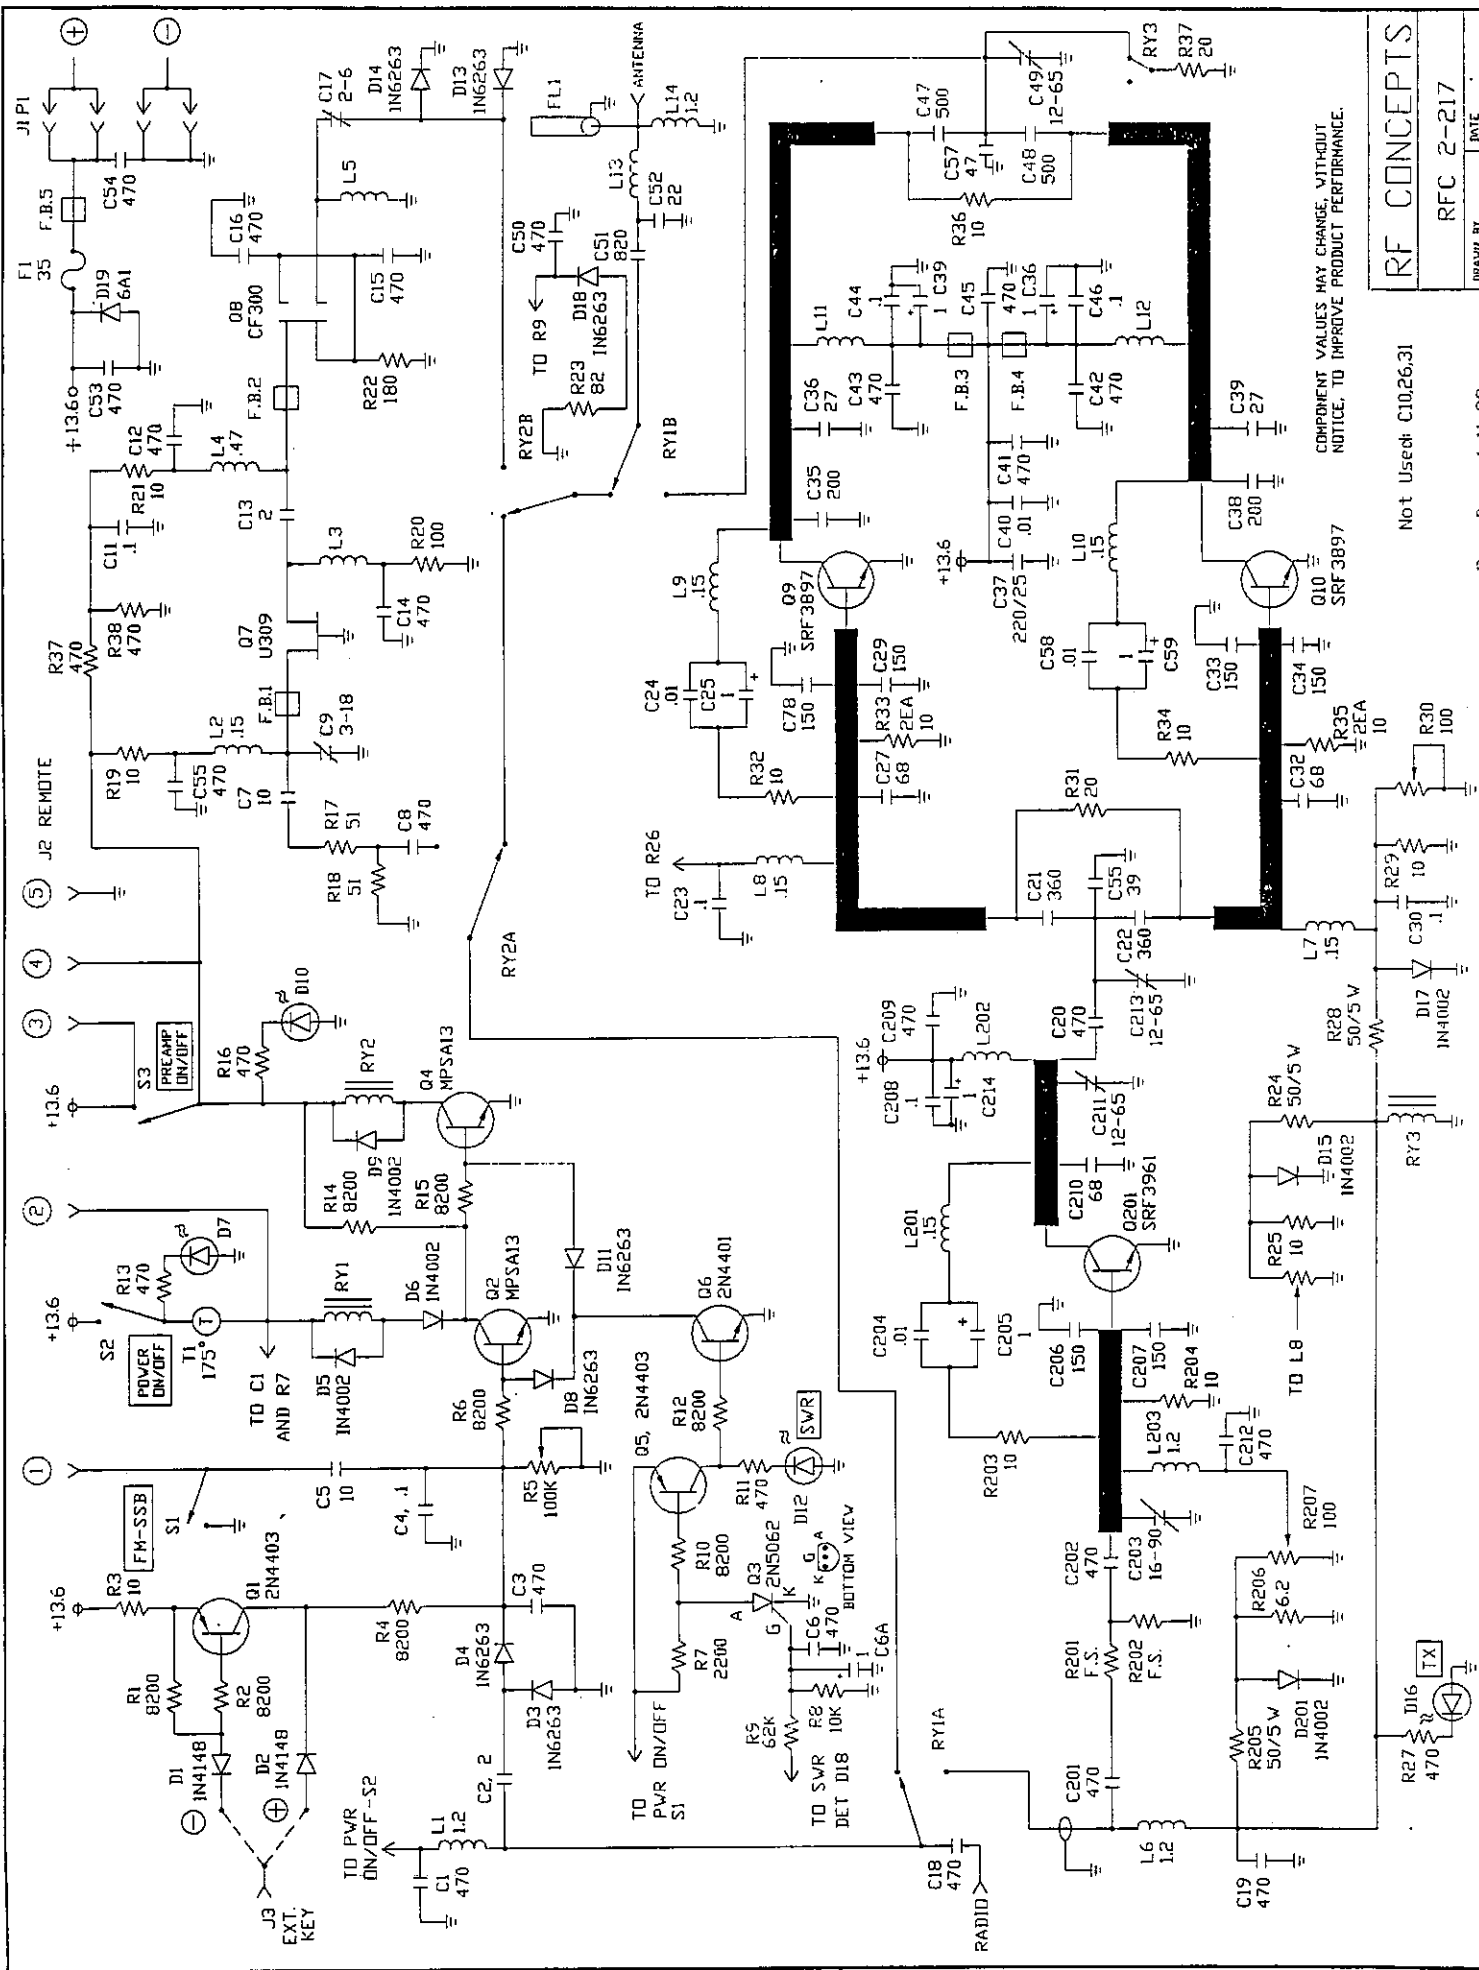 J3
EXT.
KEY
D1
1N4148
D2
1N4148
R1
8200
R2
8200
+13.6
R3
10
Q1
2N4403
FM-SSB
S1
1
C5
10
C4, .1
R4
8200
R5
100K
D4
1N6263
C3
470
D3
1N6263
C2, 2
L1
1.2
C1
470
TO PWR
ON/OFF-S2
+13.6
S2
POWER
ON/OFF
R13
470
D7
T1
175°
T
2
TO C1
AND R7
D5
1N4002
RY1
D6
1N4002
R6
8200
Q2
MPSA13
D8
1N6263
R14
8200
R15
8200
D9
1N4002
RY2
Q4
MPSA13
D11
1N6263
Q6
2N4401
+13.6
S3
PREAMP
ON/OFF
R16
470
D10
3
4
5
J2 REMOTE
TO
PWR ON/OFF
S1
R7
2200
R10
8200
Q5, 2N4403
R12
8200
R11
470
D12
SWR
A
Q3
2N5062
G
K
K
G
A
BOTTOM VIEW
C6
470
1
C6A
R8
10K
R9
62K
TO SWR
DET D18
R37
470
R38
470
C11
.1
R21
10
C12
470
L4
.47
R19
10
C55
470
L2
.15
C7
10
C9
3-18
F.B.1
Q7
U309
R17
51
R18
51
C8
470
L3
C14
470
R20
100
C13
2
F.B.2
Q8
CF300
R22
180
C16
470
C15
470
L5
C17
2-6
D14
1N6263
D13
1N6263
+13.6
C53
470
D19
6A1
F1
35
F.B.5
C54
470
J1 P1
+
−
RY2A
RY2B
RY1B
TO R9
R23
82
D18
1N6263
C50
470
C51
820
C52
22
L13
FL1
ANTENNA
L14
1.2
RADIO
C18
470
RY1A
C201
470
L6
1.2
C19
470
R201
F.S.
R202
F.S.
C202
470
C203
16-90
L203
1.2
C212
470
R204
10
R203
10
C204
.01
C205
1
C206
150
C207
150
L201
.15
Q201
SRF3961
C210
68
C211
12-65
+13.6
C209
470
C208
.1
C214
1
L202
C20
470
C213
12-65
R205
50/5 W
D201
1N4002
R206
6.2
R207
100
R27
470
D16
TX
TO L8
R25
10
D15
1N4002
R24
50/5 W
RY3
R28
50/5 W
D17
1N4002
C30
.1
R29
10
R30
100
L7
.15
C21
360
C22
360
C55
39
R31
20
TO R26
C23
.1
L8
.15
R32
10
C27
68
R33
2EA
10
C78
150
C29
150
C24
.01
C25
1
L9
.15
Q9
SRF3897
C35
200
C36
27
C32
68
R35
2EA
10
R34
10
C33
150
C34
150
C58
.01
1
C59
L10
.15
Q10
SRF3897
C38
200
C39
27
+13.6
C37
220/25
C40
.01
C41
470
C43
470
L11
C44
.1
1
C39
F.B.3
C45
470
F.B.4
1
C36
C42
470
C46
.1
L12
R36
10
C47
500
C57
47
C48
500
C49
12-65
RY3
R37
20
COMPONENT VALUES MAY CHANGE, WITHOUT
NOTICE, TO IMPROVE PRODUCT PERFORMANCE.
Not Used: C10,26,31
RF CONCEPTS
RFC 2-217
DRAWN BY
DATE